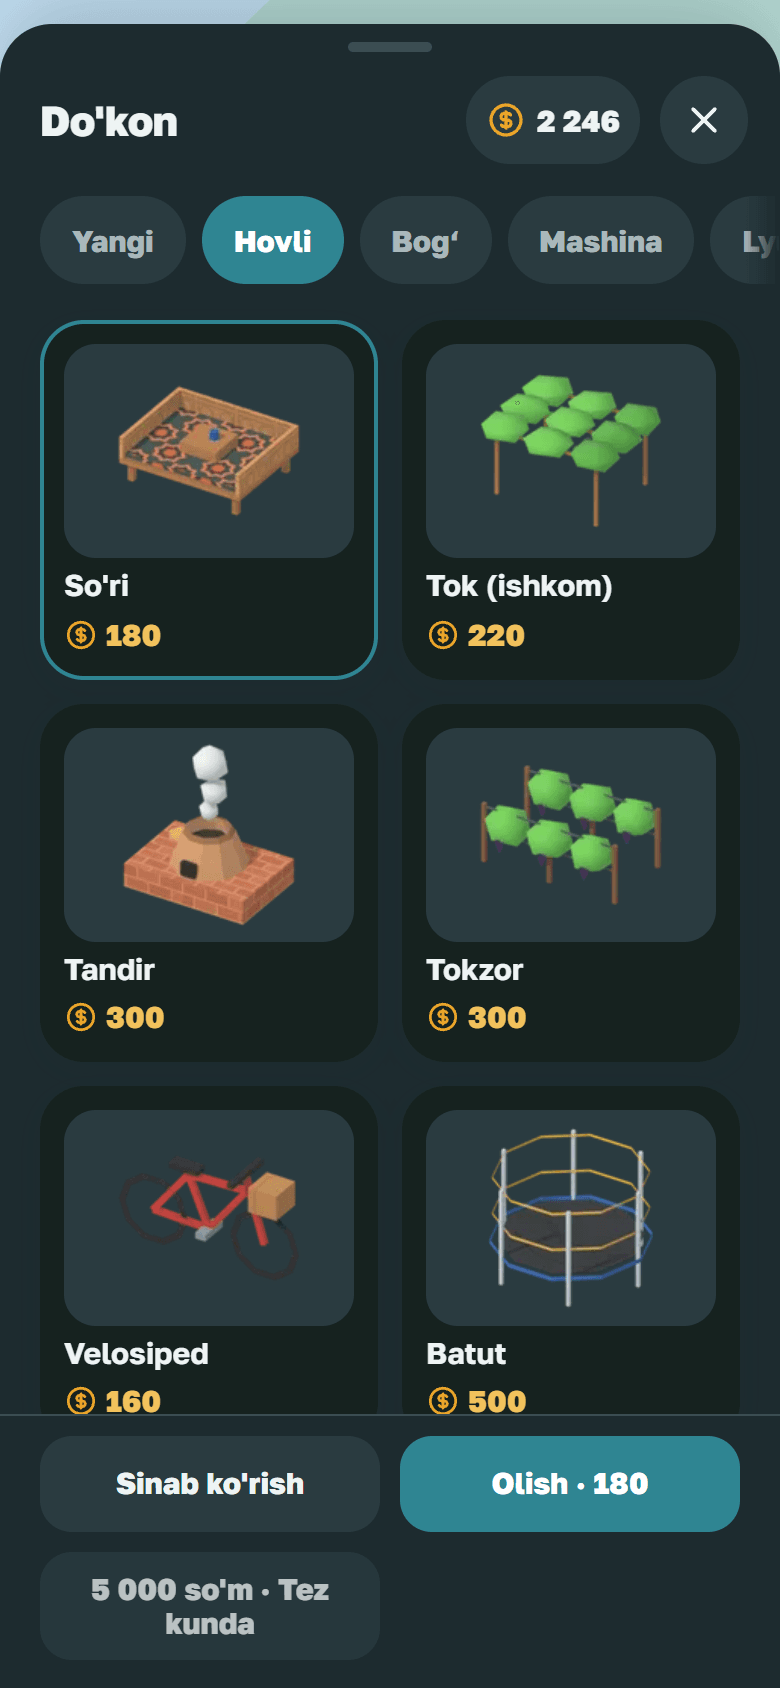 Do'kon
2 246
Yangi
Hovli
Bog‘
Mashina
Ly
So'ri
180
Tok (ishkom)
220
Tandir
300
Tokzor
300
Velosiped
160
Batut
500
Sinab ko'rish
Olish · 180
5 000 so'm · Tez
kunda